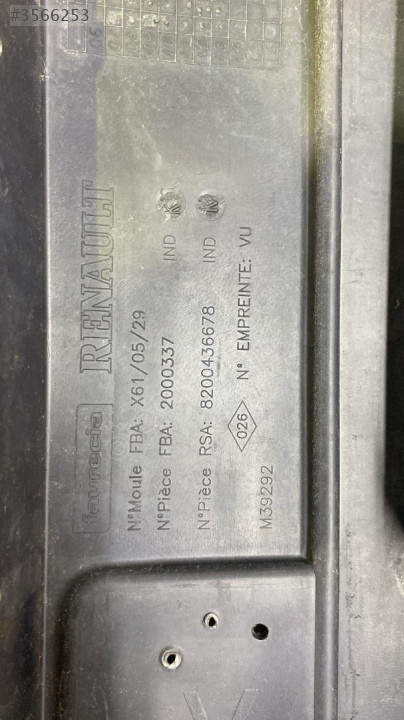 #3566253
faurecia
RENAULT
N°Moule FBA: X61/05/29
N°Pièce FBA: 2000337 IND
N°Pièce RSA: 8200436678 IND
026 N° EMPREINTE: VU
M39292